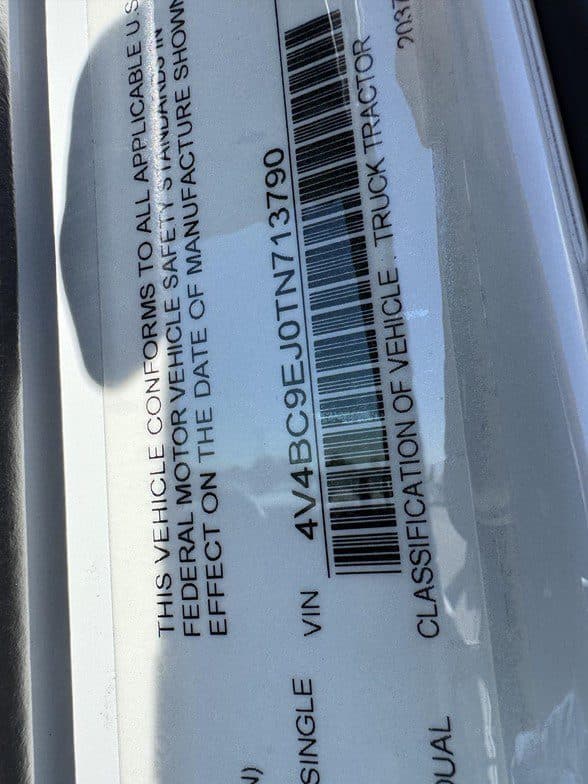 THIS VEHICLE CONFORMS TO ALL APPLICABLE U.S
FEDERAL MOTOR VEHICLE SAFETY STANDARDS IN
EFFECT ON THE DATE OF MANUFACTURE SHOWN
SINGLE VIN 4V4BC9EJ0TN713790
CLASSIFICATION OF VEHICLE : TRUCK TRACTOR